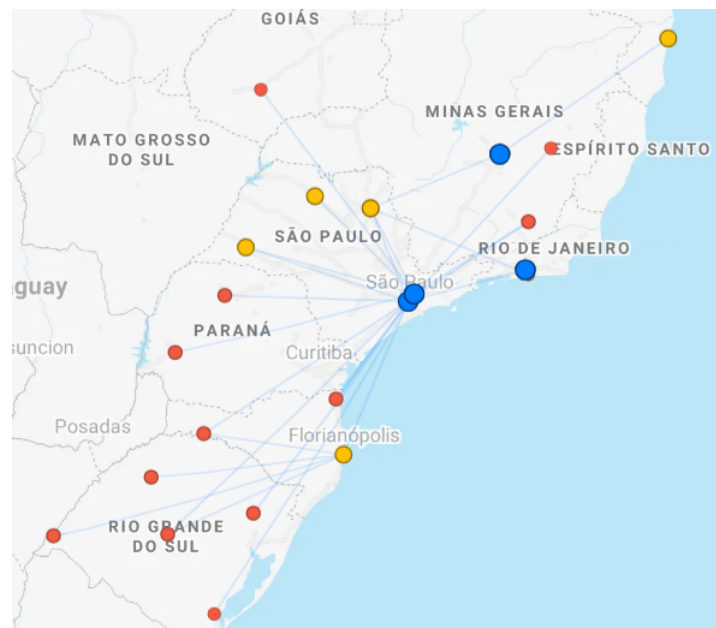 GOIÁS
MINAS GERAIS
MATO GROSSO
DO SUL
ESPÍRITO SANTO
SÃO PAULO
RIO DE JANEIRO
São Paulo
guay
PARANÁ
suncion
Curitiba
Posadas
Florianópolis
RIO GRANDE
DO SUL